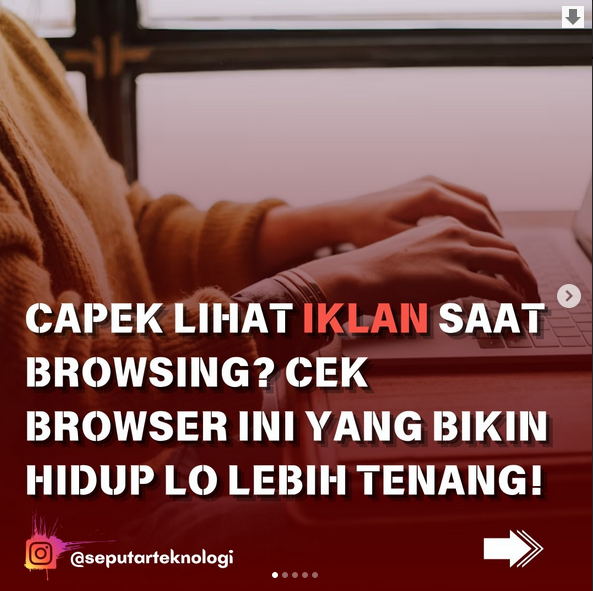 CAPEK LIHAT IKLAN SAAT
BROWSING? CEK
BROWSER INI YANG BIKIN
HIDUP LO LEBIH TENANG!
@seputarteknologi